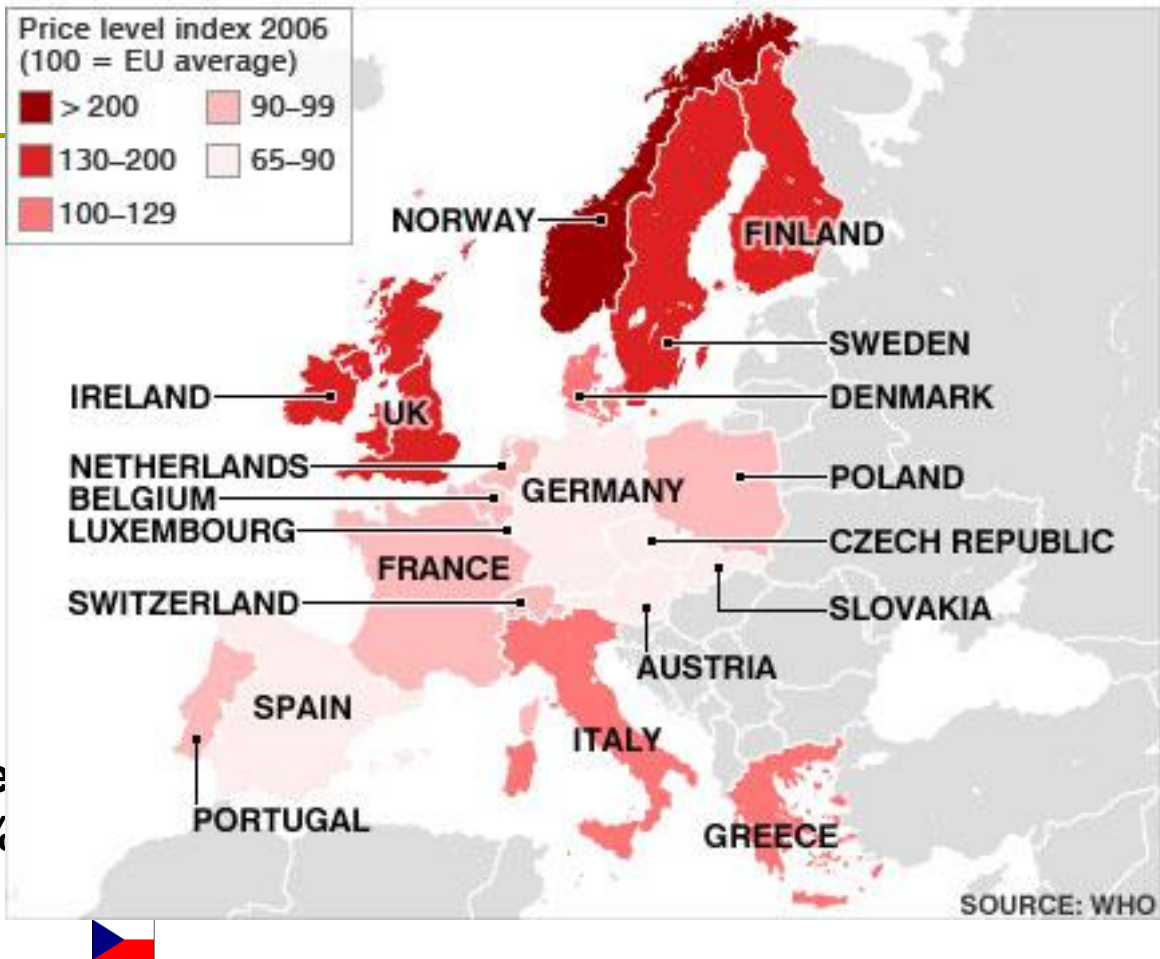 Price level index 2006
(100 = EU average)
> 200
90–99
130–200
65–90
100–129
NORWAY
FINLAND
SWEDEN
IRELAND
UK
DENMARK
NETHERLANDS
GERMANY
POLAND
BELGIUM
LUXEMBOURG
CZECH REPUBLIC
FRANCE
SWITZERLAND
SLOVAKIA
AUSTRIA
SPAIN
ITALY
PORTUGAL
GREECE
SOURCE: WHO